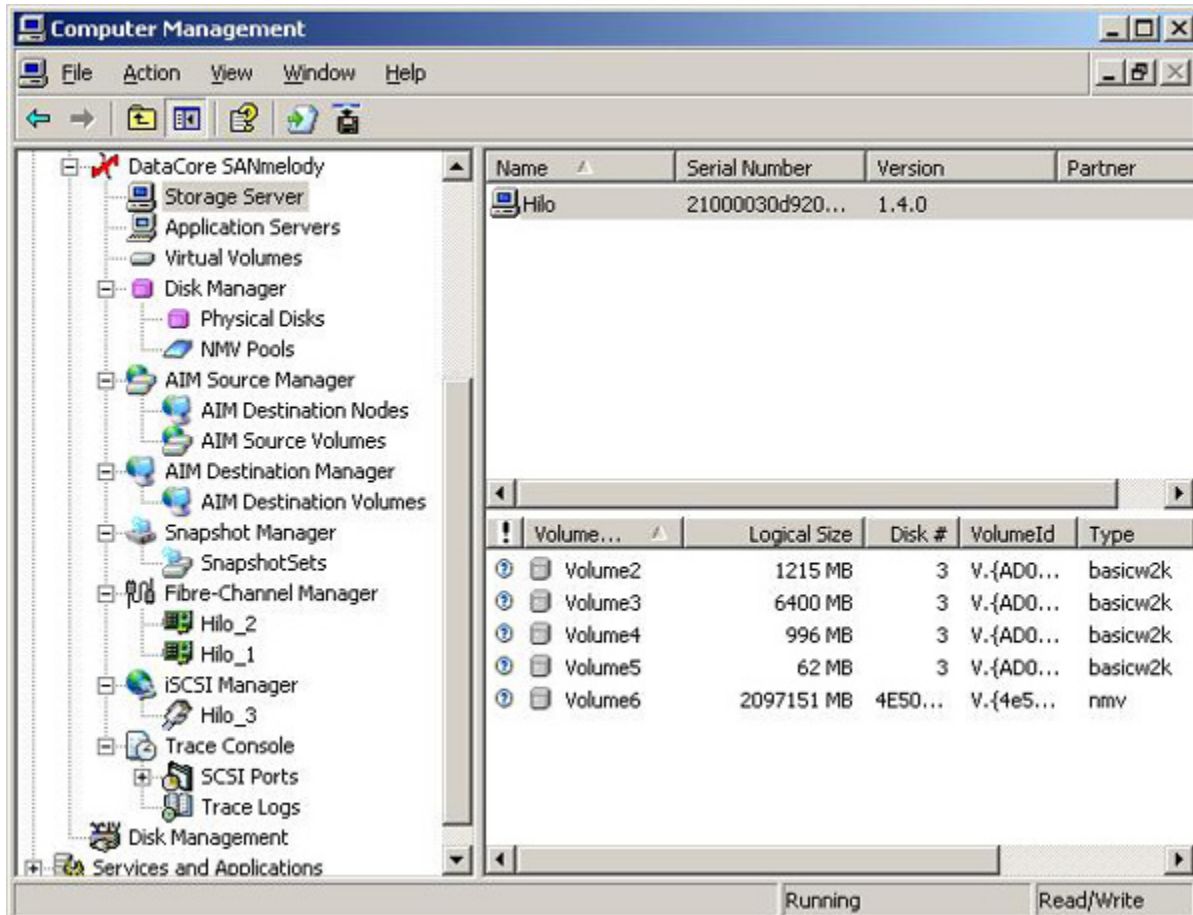 Computer Management
File Action View Window Help
DataCore SANmelody
Storage Server
Application Servers
Virtual Volumes
Disk Manager
Physical Disks
NMV Pools
AIM Source Manager
AIM Destination Nodes
AIM Source Volumes
AIM Destination Manager
AIM Destination Volumes
Snapshot Manager
SnapshotSets
Fibre-Channel Manager
Hilo_2
Hilo_1
iSCSI Manager
Hilo_3
Trace Console
SCSI Ports
Trace Logs
Disk Management
Services and Applications
Name Serial Number Version Partner
Hilo 21000030d920... 1.4.0
! Volume... Logical Size Disk # VolumeId Type
Volume2 1215 MB 3 V.{AD0... basicw2k
Volume3 6400 MB 3 V.{AD0... basicw2k
Volume4 996 MB 3 V.{AD0... basicw2k
Volume5 62 MB 3 V.{AD0... basicw2k
Volume6 2097151 MB 4E50... V.{4e5... nmv
Running Read/Write